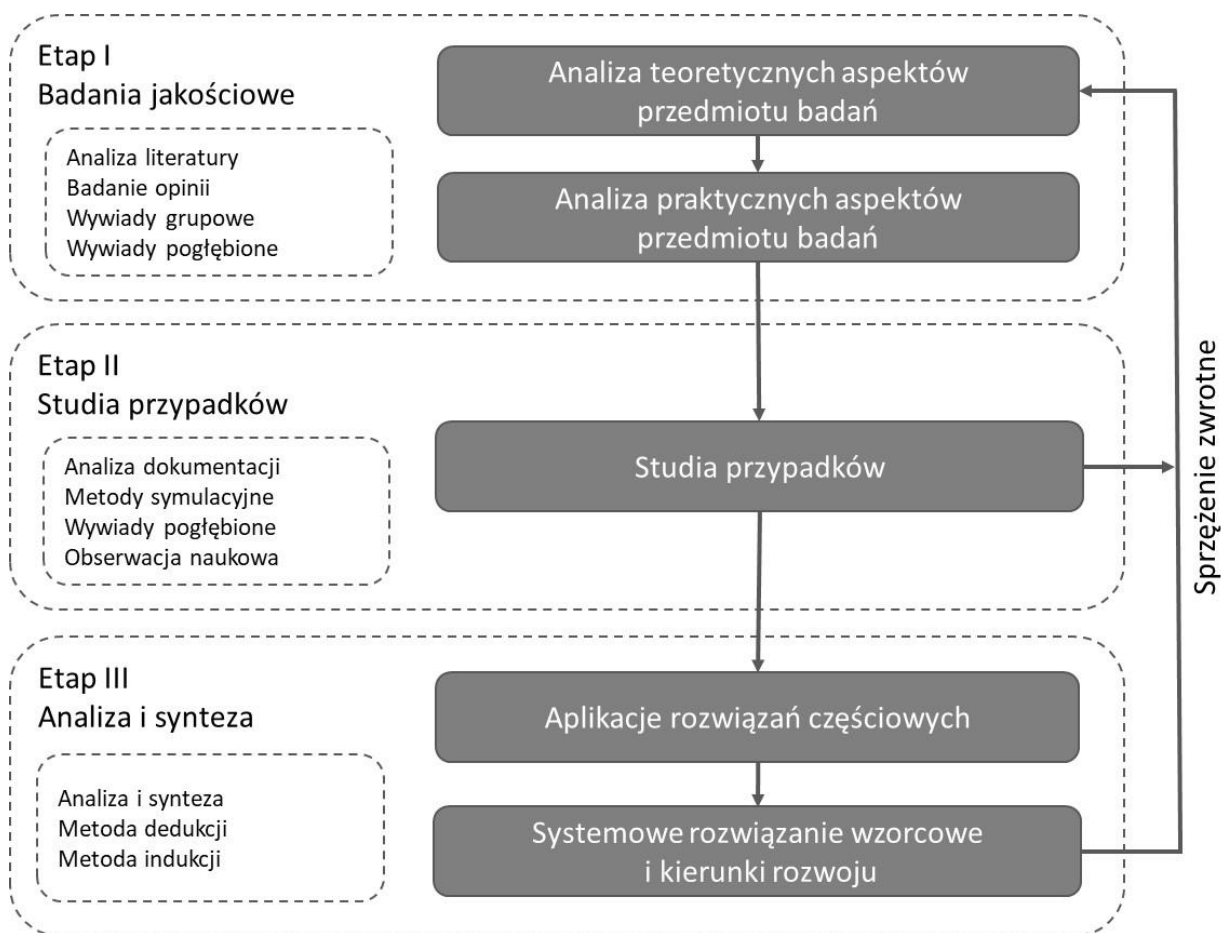 Etap I
Badania jakościowe
Analiza literatury
Badanie opinii
Wywiady grupowe
Wywiady pogłębione
Analiza teoretycznych aspektów
przedmiotu badań
Analiza praktycznych aspektów
przedmiotu badań
Etap II
Studia przypadków
Analiza dokumentacji
Metody symulacyjne
Wywiady pogłębione
Obserwacja naukowa
Studia przypadków
Etap III
Analiza i synteza
Analiza i synteza
Metoda dedukcji
Metoda indukcji
Aplikacje rozwiązań częściowych
Systemowe rozwiązanie wzorcowe
i kierunki rozwoju
Sprzężenie zwrotne